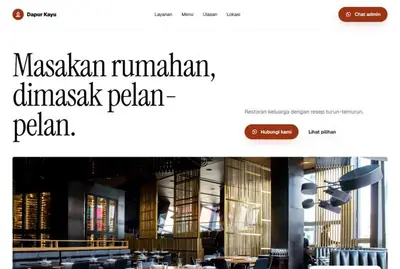 Dapur Kayu
Layanan Menu Ulasan Lokasi
Chat admin
Masakan rumahan,
dimasak pelan-
pelan.
Restoran keluarga dengan resep turun-temurun.
Hubungi kami
Lihat pilihan